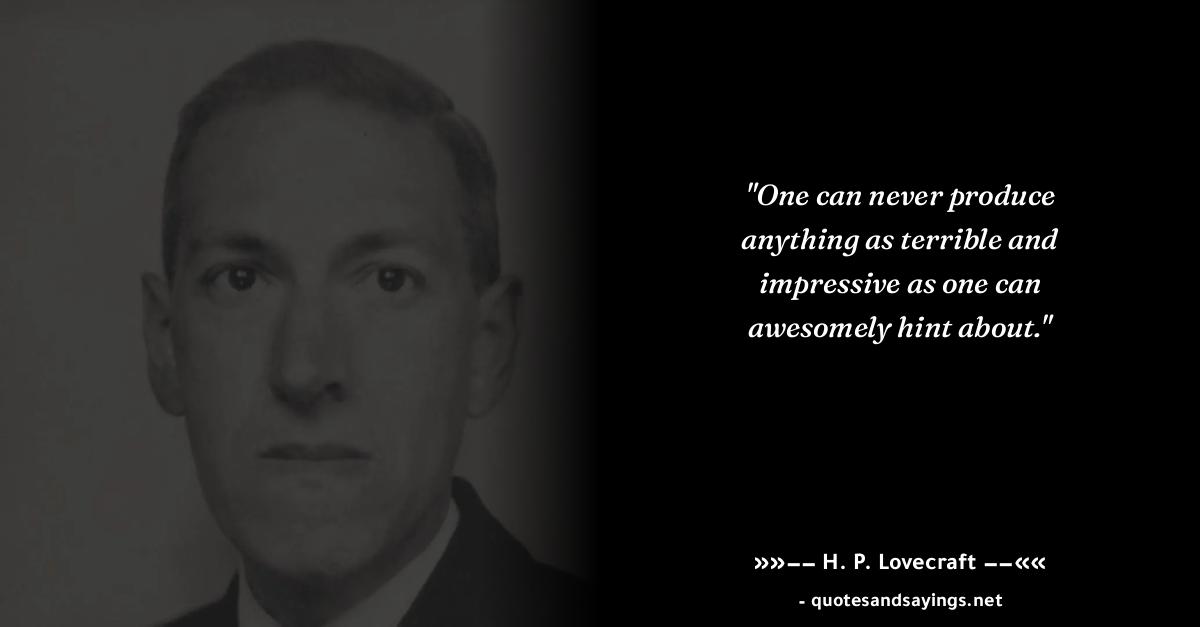 "One can never produce
anything as terrible and
impressive as one can
awesomely hint about."
»»–– H. P. Lovecraft ––««
- quotesandsayings.net